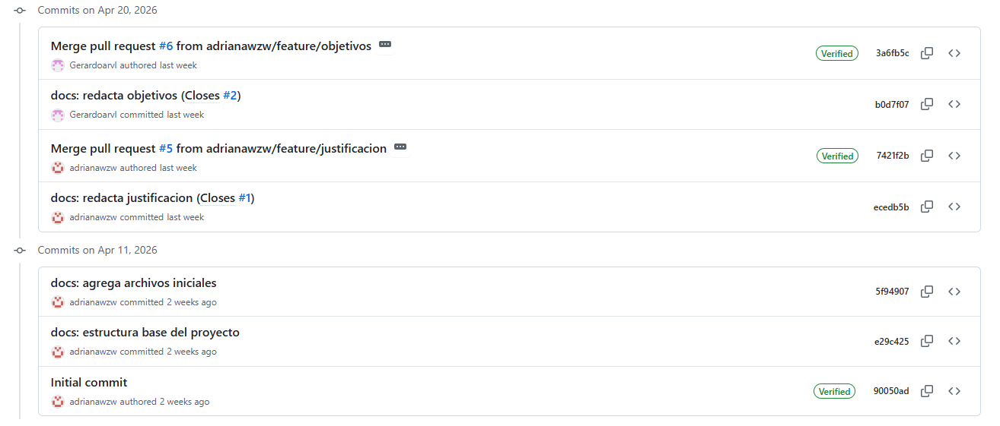 Commits on Apr 20, 2026
Merge pull request #6 from adrianawzw/feature/objetivos
Verified
3a6fb5c
Gerardoarvl authored last week
docs: redacta objetivos (Closes #2)
b0d7f07
Gerardoarvl committed last week
Merge pull request #5 from adrianawzw/feature/justificacion
Verified
7421f2b
adrianawzw authored last week
docs: redacta justificacion (Closes #1)
ecedb5b
adrianawzw committed last week
Commits on Apr 11, 2026
docs: agrega archivos iniciales
5f94907
adrianawzw committed 2 weeks ago
docs: estructura base del proyecto
e29c425
adrianawzw committed 2 weeks ago
Initial commit
Verified
90050ad
adrianawzw authored 2 weeks ago